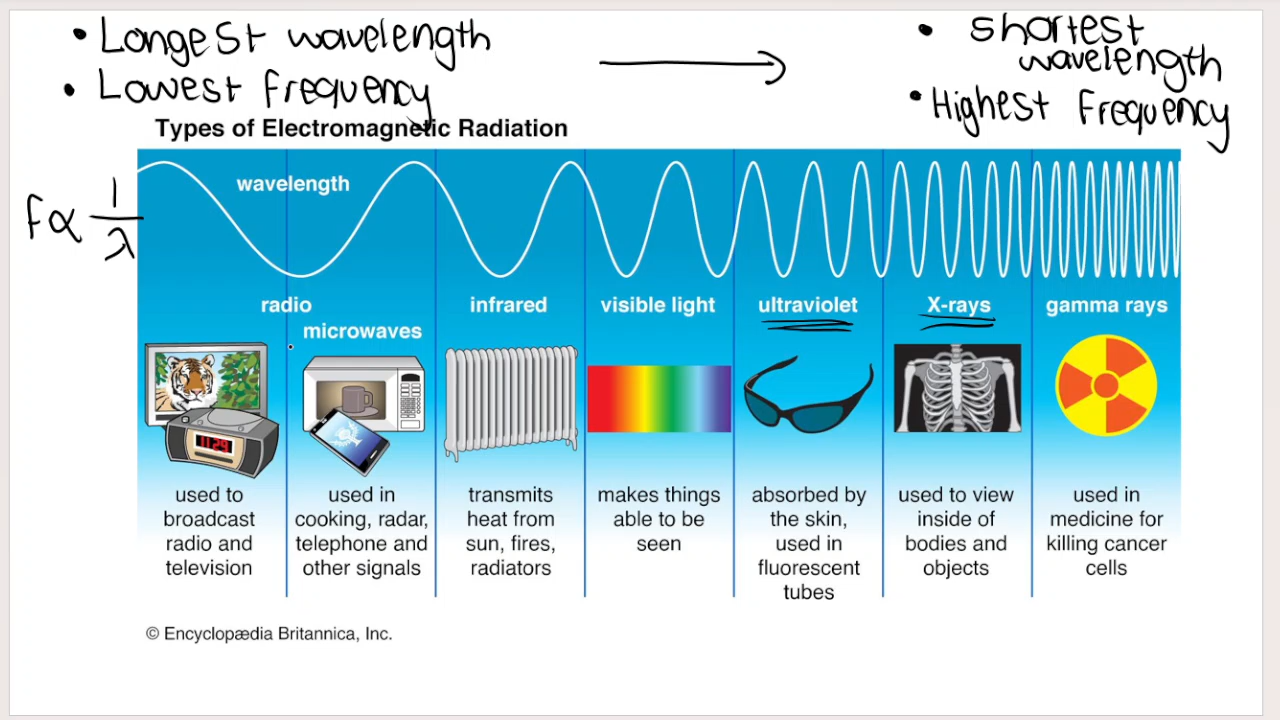 • Longest wavelength
• Lowest frequency
• shortest
wavelength
• Highest Frequency
Types of Electromagnetic Radiation
wavelength
F∝ 1/λ
radio
microwaves
infrared
visible light
ultraviolet
X-rays
gamma rays
11:29
used to
broadcast
radio and
television
used in
cooking, radar,
telephone and
other signals
transmits
heat from
sun, fires,
radiators
makes things
able to be
seen
absorbed by
the skin,
used in
fluorescent
tubes
used to view
inside of
bodies and
objects
used in
medicine for
killing cancer
cells
© Encyclopædia Britannica, Inc.